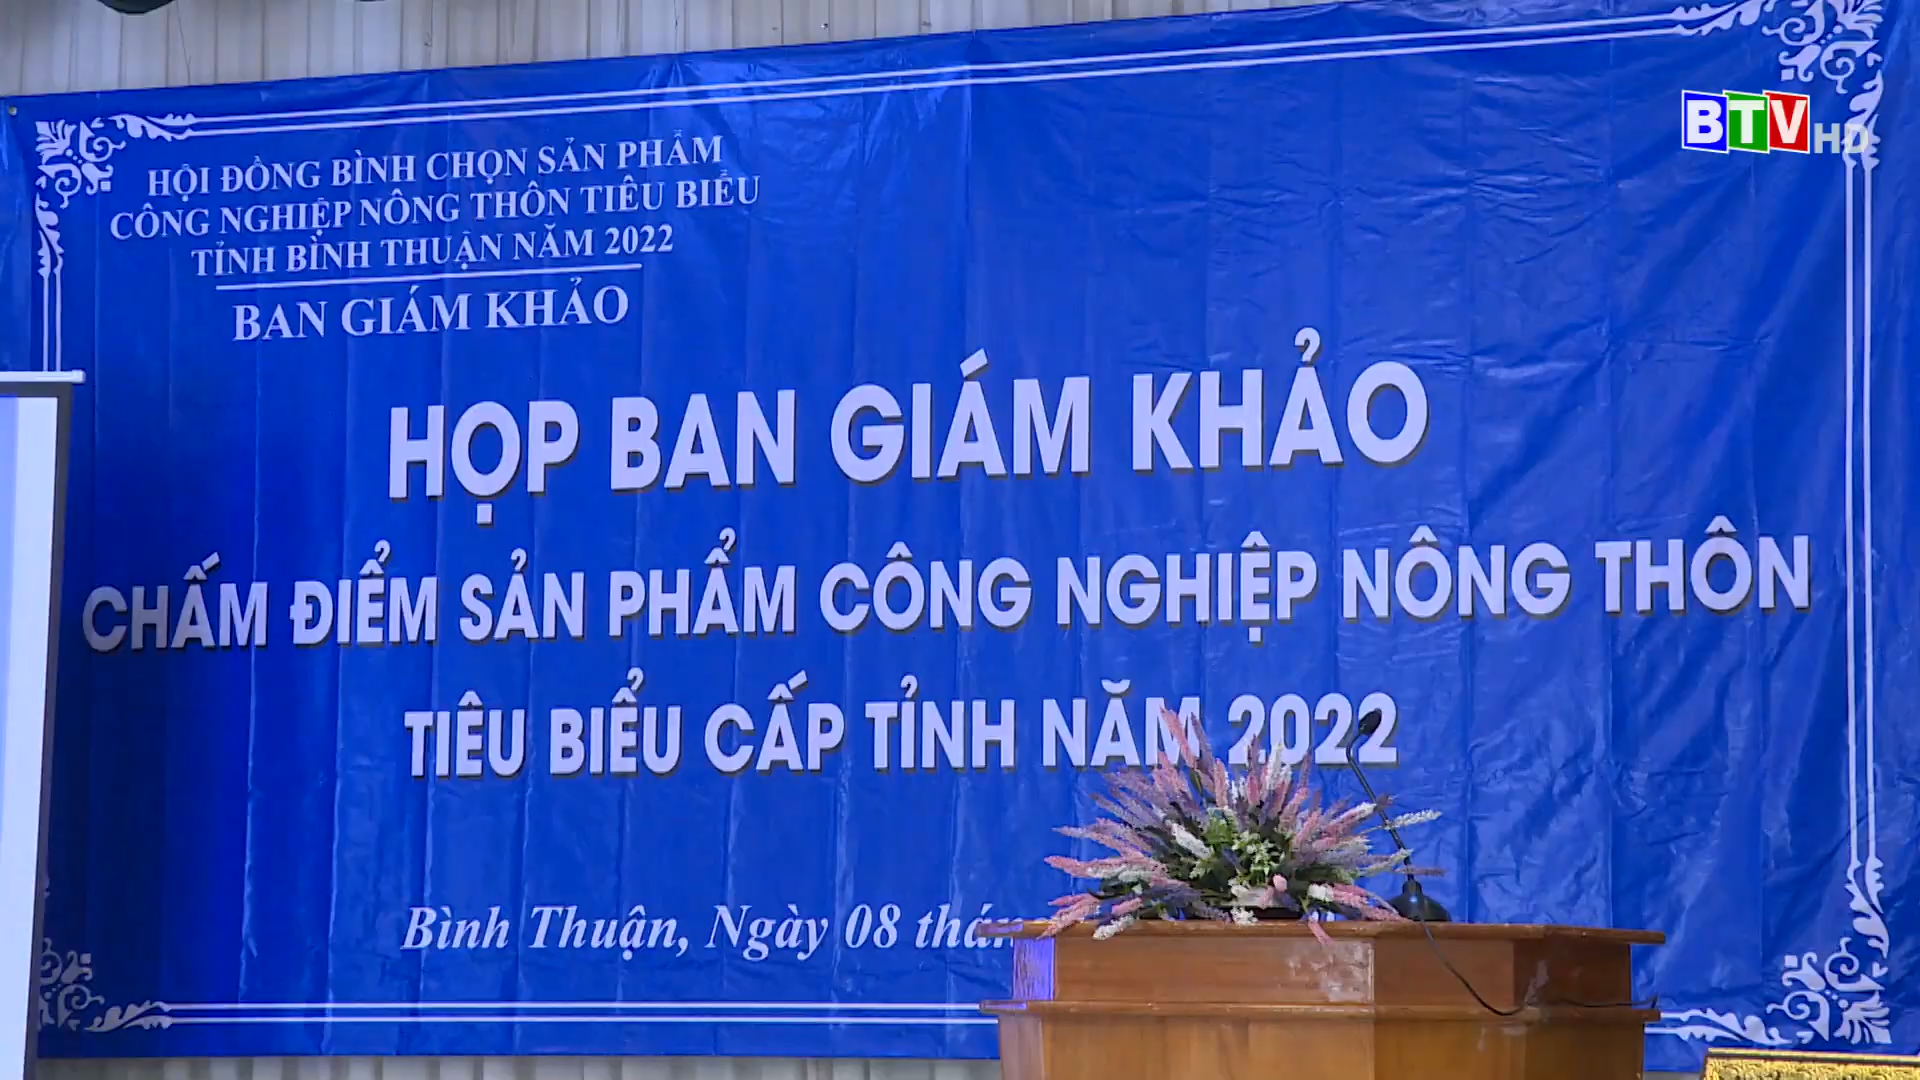 BTV HD
HỘI ĐỒNG BÌNH CHỌN SẢN PHẨM
CÔNG NGHIỆP NÔNG THÔN TIÊU BIỂU
TỈNH BÌNH THUẬN NĂM 2022
BAN GIÁM KHẢO
HỌP BAN GIÁM KHẢO
CHẤM ĐIỂM SẢN PHẨM CÔNG NGHIỆP NÔNG THÔN
TIÊU BIỂU CẤP TỈNH NĂM 2022
Bình Thuận, Ngày 08